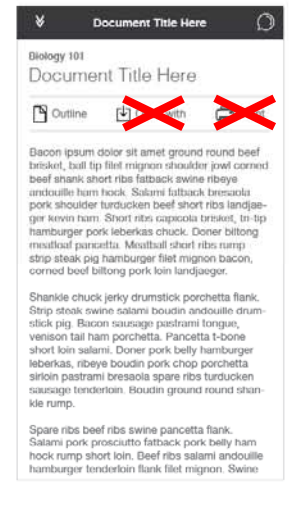 Document Title Here
Biology 101
Document Title Here
Outline with
Bacon ipsum dolor sit amet ground round beef
brisket, ball tip filet mignon shoulder jowl corned
beef shank short ribs fatback swine ribeye
andouille ham hock. Salami fatback bresaola
pork shoulder turducken beef short ribs landjae-
ger kevin ham. Short ribs capicola brisket, tri-tip
hamburger pork leberkas chuck. Doner biltong
meatloaf pancetta. Meatball short ribs rump
strip steak pig hamburger filet mignon bacon,
corned beef biltong pork loin landjaeger.
Shankle chuck jerky drumstick porchetta flank.
Strip steak swine salami boudin andouille drum-
stick pig. Bacon sausage pastrami tongue,
venison tail ham porchetta. Pancetta t-bone
short loin salami. Doner pork belly hamburger
leberkas, ribeye boudin pork chop porchetta
sirloin pastrami bresaola spare ribs turducken
sausage tenderloin. Boudin ground round shan-
kle rump.
Spare ribs beef ribs swine pancetta flank.
Salami pork prosciutto fatback pork belly ham
hock rump short loin. Beef ribs salami andouille
hamburger tenderloin flank filet mignon. Swine